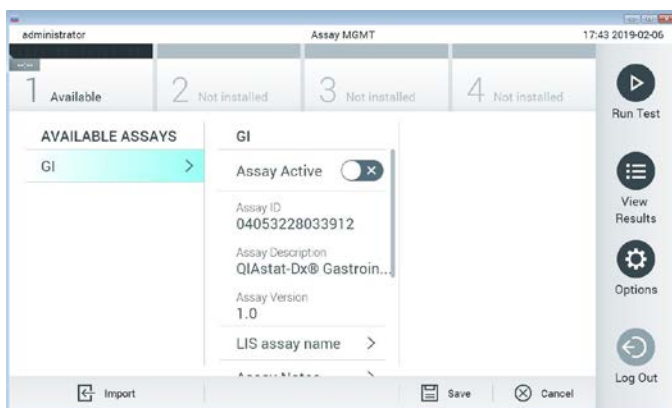 administrator Assay MGMT 17:43 2019-02-06
1 Available 2 Not installed 3 Not installed 4 Not installed
Run Test
AVAILABLE ASSAYS GI
GI > Assay Active
View
Results
Assay ID
04053228033912
Assay Description
QIAstat-Dx® Gastroin...
Options
Assay Version
1.0
LIS assay name >
Assay Notes
Import Save Cancel
Log Out